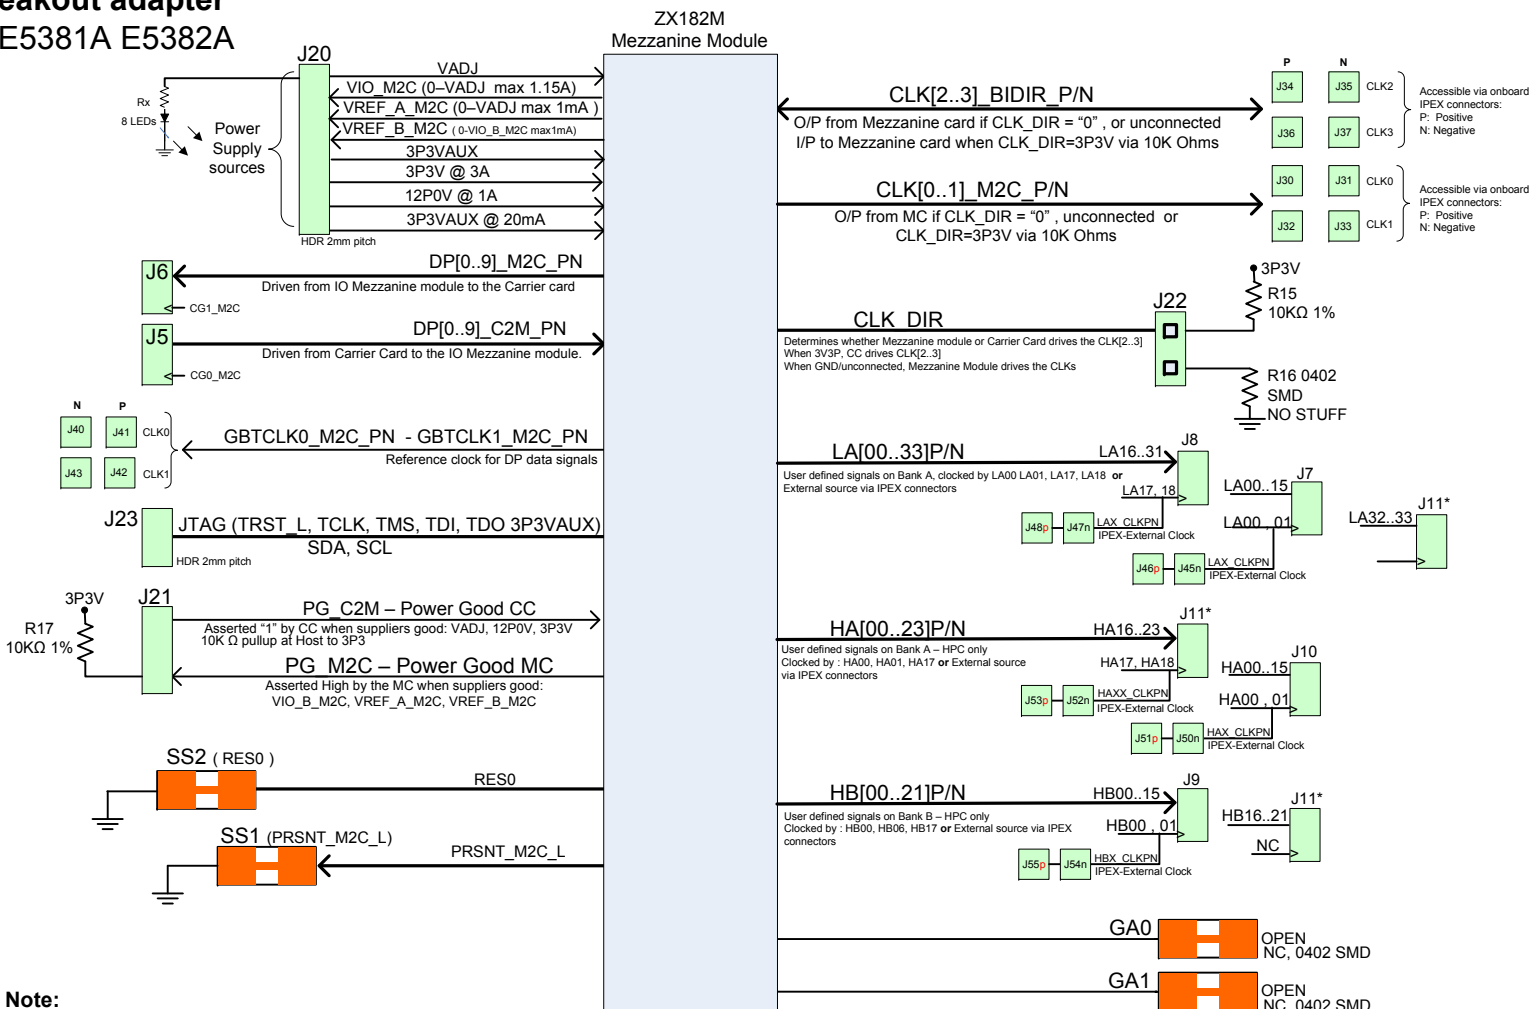 eakout adapter
E5381A E5382A
ZX182M
Mezzanine Module
J20
Rx
8 LEDs
Power
Supply
sources
VADJ
VIO_M2C (0–VADJ max 1.15A)
VREF_A_M2C (0–VADJ max 1mA )
VREF_B_M2C ( 0-VIO_B_M2C max1mA)
3P3VAUX
3P3V @ 3A
12P0V @ 1A
3P3VAUX @ 20mA
HDR 2mm pitch
J6
CG1_M2C
DP[0..9]_M2C_PN
Driven from IO Mezzanine module to the Carrier card
J5
CG0_M2C
DP[0..9]_C2M_PN
Driven from Carrier Card to the IO Mezzanine module.
N P
J40 J41 CLK0
J43 J42 CLK1
GBTCLK0_M2C_PN - GBTCLK1_M2C_PN
Reference clock for DP data signals
J23
HDR 2mm pitch
JTAG (TRST_L, TCLK, TMS, TDI, TDO 3P3VAUX)
SDA, SCL
3P3V
R17
10KΩ 1%
J21
PG_C2M – Power Good CC
Asserted “1” by CC when suppliers good: VADJ, 12P0V, 3P3V
10K Ω pullup at Host to 3P3
PG_M2C – Power Good MC
Asserted High by the MC when suppliers good:
VIO_B_M2C, VREF_A_M2C, VREF_B_M2C
SS2 ( RES0 )
RES0
SS1 (PRSNT_M2C_L)
PRSNT_M2C_L
Note:
CLK[2..3]_BIDIR_P/N
O/P from Mezzanine card if CLK_DIR = “0” , or unconnected
I/P to Mezzanine card when CLK_DIR=3P3V via 10K Ohms
P N
J34 J35 CLK2
J36 J37 CLK3
Accessible via onboard
IPEX connectors:
P: Positive
N: Negative
CLK[0..1]_M2C_P/N
O/P from MC if CLK_DIR = “0” , unconnected or
CLK_DIR=3P3V via 10K Ohms
J30 J31 CLK0
J32 J33 CLK1
Accessible via onboard
IPEX connectors:
P: Positive
N: Negative
CLK_DIR
Determines whether Mezzanine module or Carrier Card drives the CLK[2..3]
When 3V3P, CC drives CLK[2..3]
When GND/unconnected, Mezzanine Module drives the CLKs
J22
3P3V
R15
10KΩ 1%
R16 0402
SMD
NO STUFF
LA[00..33]P/N
User defined signals on Bank A, clocked by LA00 LA01, LA17, LA18 or
External source via IPEX connectors
LA16..31
J8
LA17, 18
J48p J47n LAX_CLKPN
IPEX-External Clock
J7
LA00..15
LA00 , 01
J46p J45n LAX_CLKPN
IPEX-External Clock
J11*
LA32..33
HA[00..23]P/N
User defined signals on Bank A – HPC only
Clocked by : HA00, HA01, HA17 or External source
via IPEX connectors
HA16..23
J11*
HA17, HA18
J53p J52n HAXX_CLKPN
IPEX-External Clock
J10
HA00..15
HA00 , 01
J51p J50n HAX_CLKPN
IPEX-External Clock
HB[00..21]P/N
User defined signals on Bank B – HPC only
Clocked by : HB00, HB06, HB17 or External source via IPEX
connectors
HB00..15
J9
HB00 , 01
J55p J54n HBX_CLKPN
IPEX-External Clock
J11*
HB16..21
NC
GA0
OPEN
NC, 0402 SMD
GA1
OPEN
NC, 0402 SMD